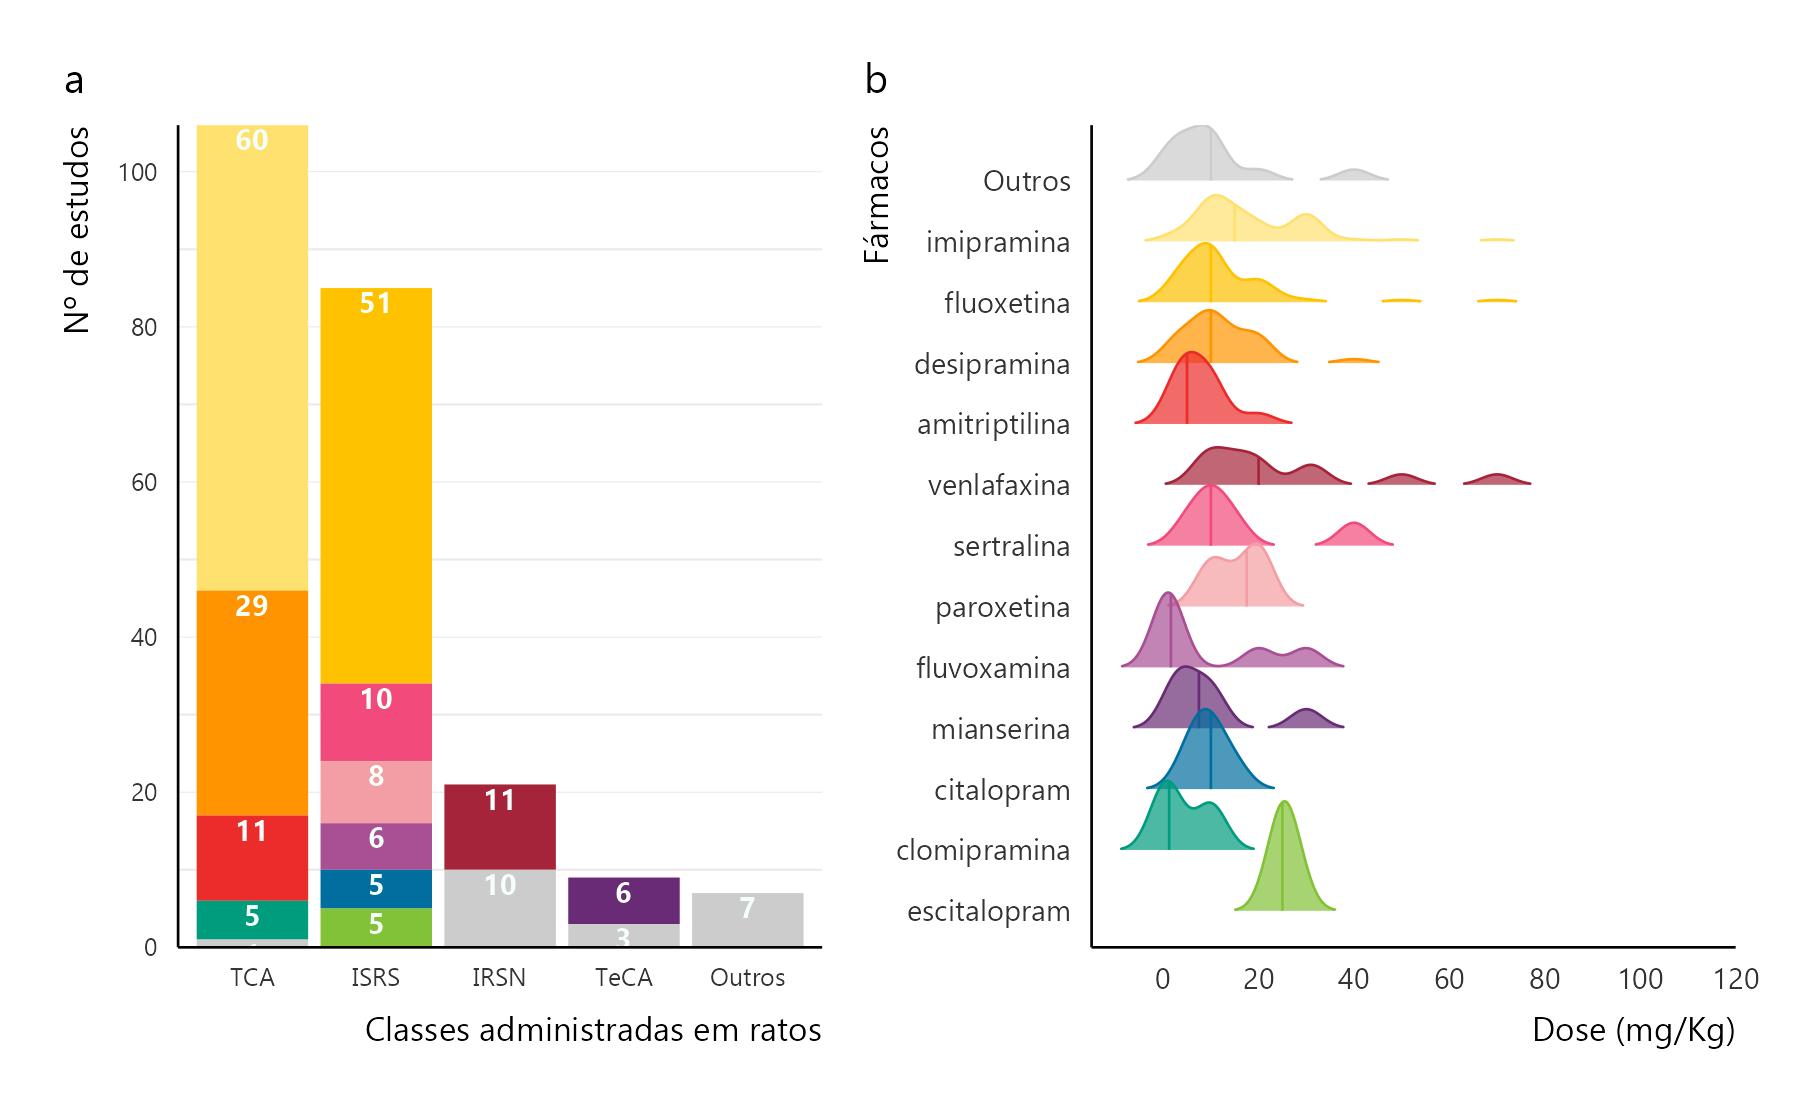 a
Nº de estudos
100
80
60
40
20
0
60
29
11
5
51
10
8
6
5
5
11
10
6
3
7
TCA
ISRS
IRSN
TeCA
Outros
Classes administradas em ratos
b
Fármacos
Outros
imipramina
fluoxetina
desipramina
amitriptilina
venlafaxina
sertralina
paroxetina
fluvoxamina
mianserina
citalopram
clomipramina
escitalopram
0
20
40
60
80
100
120
Dose (mg/Kg)